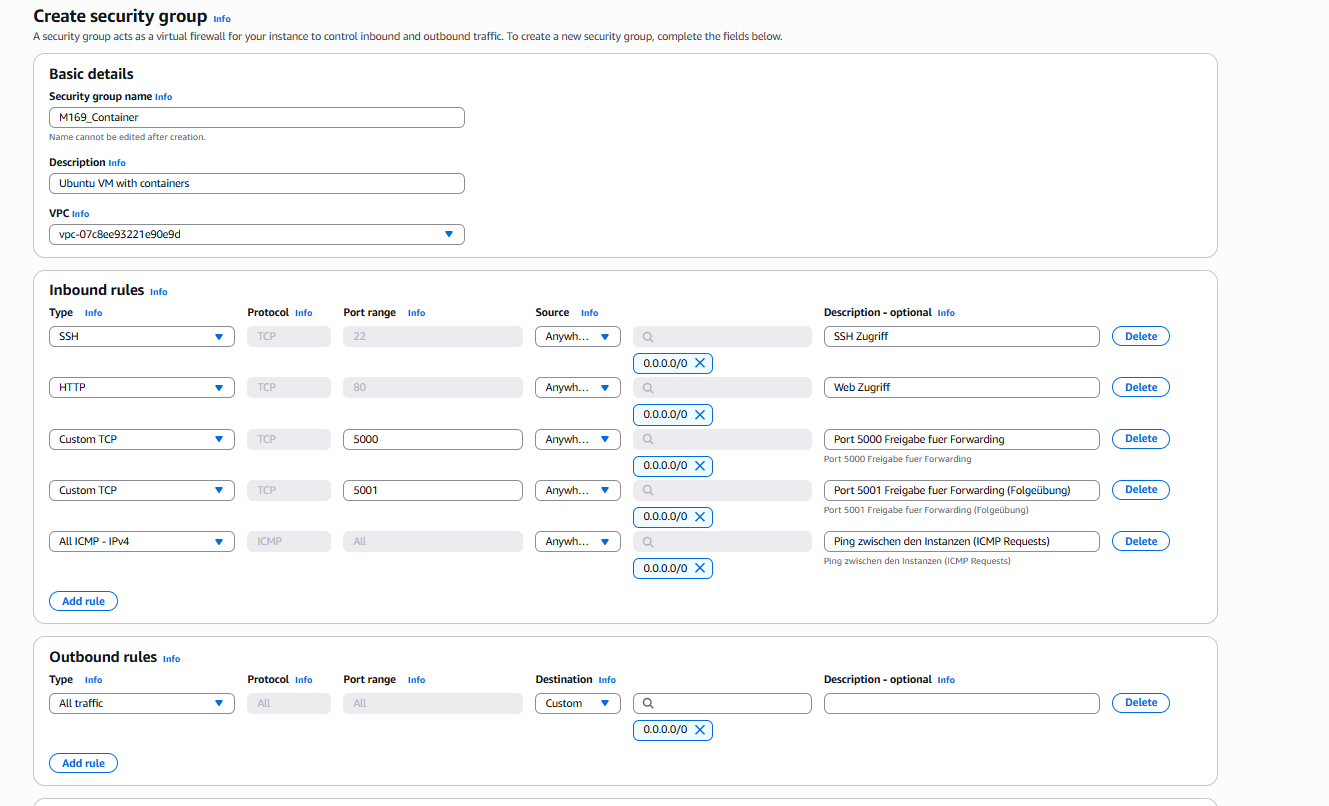 Create security group Info
A security group acts as a virtual firewall for your instance to control inbound and outbound traffic. To create a new security group, complete the fields below.
Basic details
Security group name Info
M169_Container
Name cannot be edited after creation.
Description Info
Ubuntu VM with containers
VPC Info
vpc-07c8ee93221e90e9d
Inbound rules Info
Type Info Protocol Info Port range Info Source Info Description - optional Info
SSH TCP 22 Anywh... SSH Zugriff Delete
0.0.0.0/0
HTTP TCP 80 Anywh... Web Zugriff Delete
0.0.0.0/0
Custom TCP TCP 5000 Anywh... Port 5000 Freigabe fuer Forwarding Delete
0.0.0.0/0 Port 5000 Freigabe fuer Forwarding
Custom TCP TCP 5001 Anywh... Port 5001 Freigabe fuer Forwarding (Folgeübung) Delete
0.0.0.0/0 Port 5001 Freigabe fuer Forwarding (Folgeübung)
All ICMP - IPv4 ICMP All Anywh... Ping zwischen den Instanzen (ICMP Requests) Delete
0.0.0.0/0 Ping zwischen den Instanzen (ICMP Requests)
Add rule
Outbound rules Info
Type Info Protocol Info Port range Info Destination Info Description - optional Info
All traffic All All Custom Delete
0.0.0.0/0
Add rule